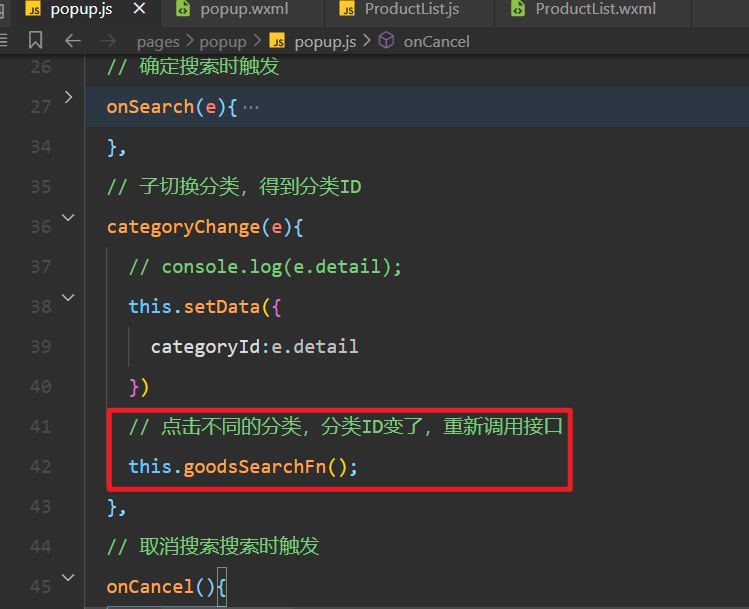 JS popup.js × popup.wxml JS ProductList.js ProductList.wxml
pages > popup > JS popup.js > onCancel
26 // 确定搜索时触发
27 onSearch(e){ ···
34 },
35 // 子切换分类，得到分类ID
36 categoryChange(e){
37 // console.log(e.detail);
38 this.setData({
39 categoryId:e.detail
40 })
41 // 点击不同的分类，分类ID变了，重新调用接口
42 this.goodsSearchFn();
43 },
44 // 取消搜索搜索时触发
45 onCancel(){